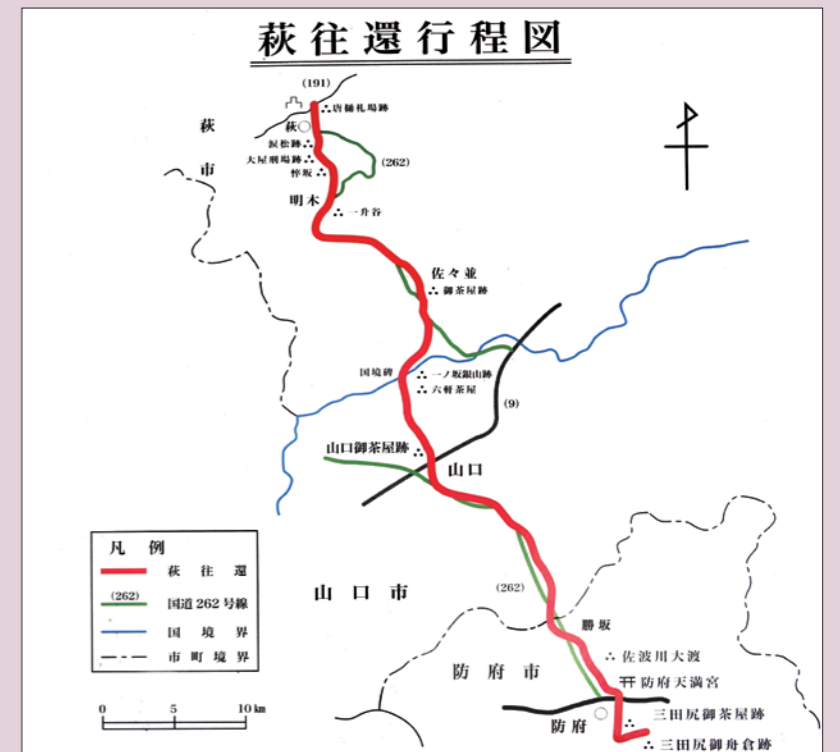 萩往還行程図
(191)
唐樋札場跡
萩
萩市
涙松跡
大屋刑場跡
(262)
悴坂
明木
一升谷
佐々並
御茶屋跡
国境碑
一ノ坂銀山跡
六軒茶屋
(9)
山口御茶屋跡
山口
凡例
萩往還
(262)
国道262号線
国境界
市町境界
山口市
(262)
勝坂
佐波川大渡
防府市
防府天満宮
三田尻御茶屋跡
防府
三田尻御舟倉跡
0 5 10km